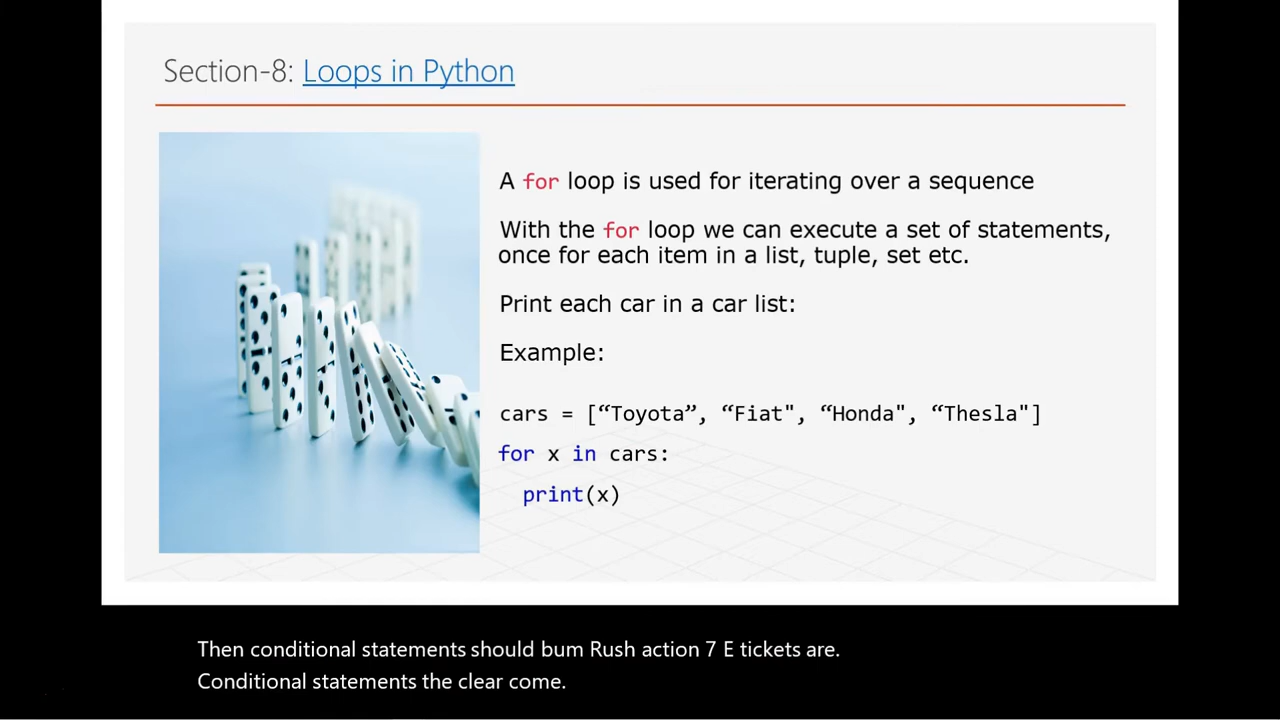 Section-8: Loops in Python
A for loop is used for iterating over a sequence
With the for loop we can execute a set of statements,
once for each item in a list, tuple, set etc.
Print each car in a car list:
Example:
cars = [“Toyota”, “Fiat", “Honda", “Thesla"]
for x in cars:
  print(x)
Then conditional statements should bum Rush action 7 E tickets are.
Conditional statements the clear come.